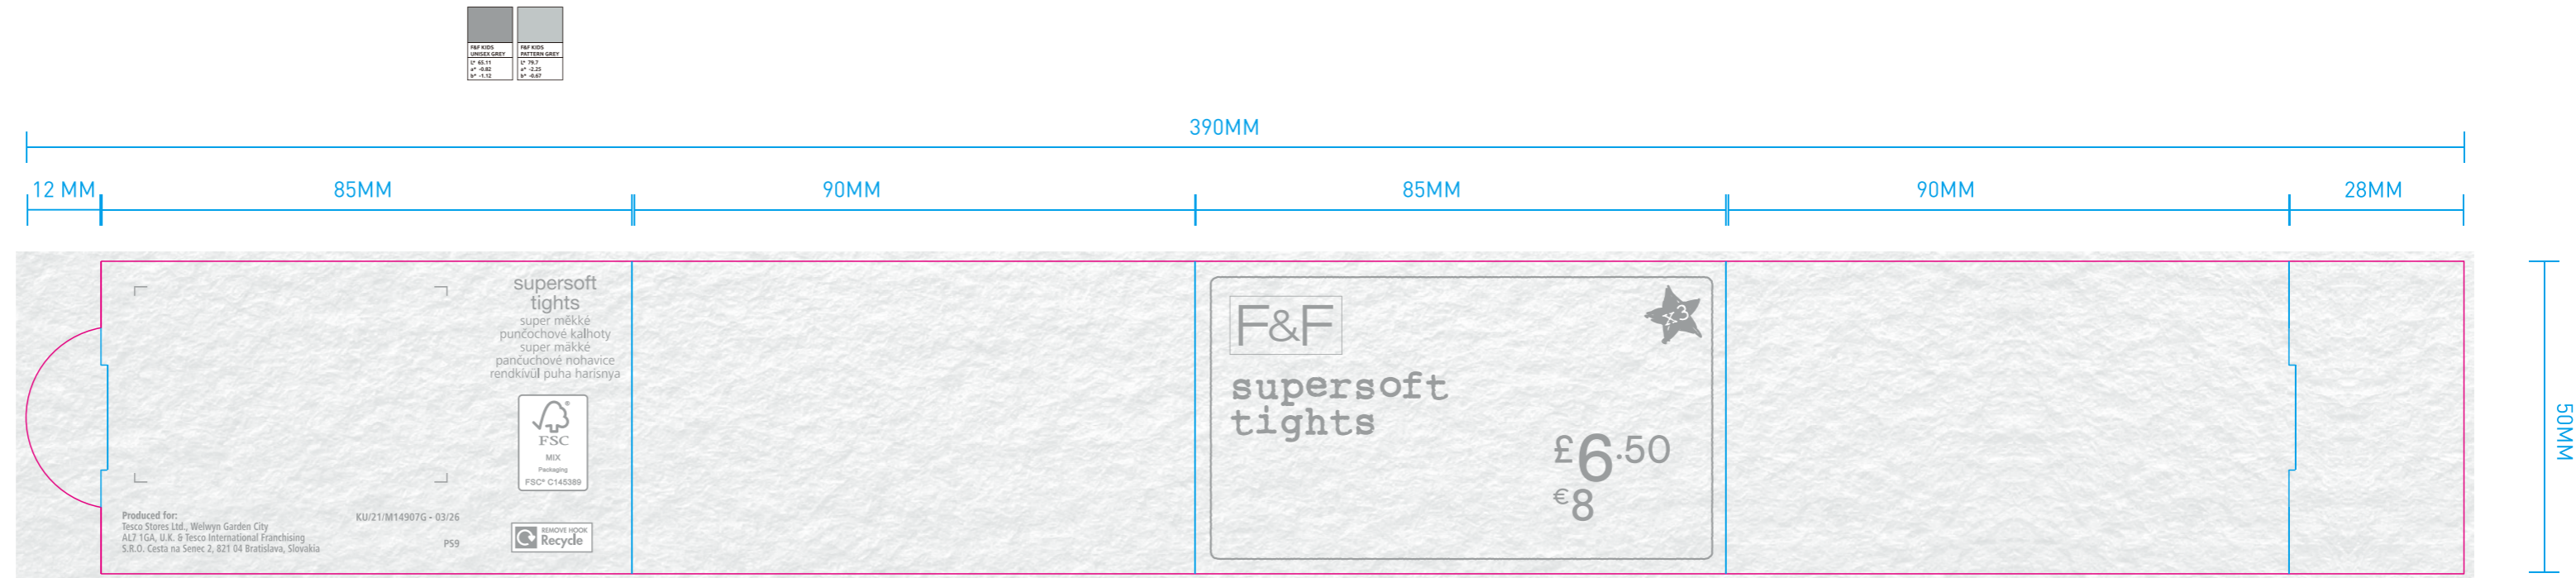 F&F KIDS
UNISEX GREY
L* 65.11
a* -0.82
b* -1.12
F&F KIDS
PATTERN GREY
L* 79.7
a* -2.25
b* -0.67
390MM
12 MM
85MM
90MM
85MM
90MM
28MM
50MM
supersoft
tights
super měkké
punčochové kalhoty
super mäkké
pančuchové nohavice
rendkívül puha harisnya
FSC
MIX
Packaging
FSC® C145389
Produced for:
Tesco Stores Ltd., Welwyn Garden City
AL7 1GA, U.K. & Tesco International Franchising
S.R.O. Cesta na Senec 2, 821 04 Bratislava, Slovakia
KU/21/M14907G - 03/26
PS9
REMOVE HOOK
Recycle
F&F
x3
supersoft
tights
£6.50
€8